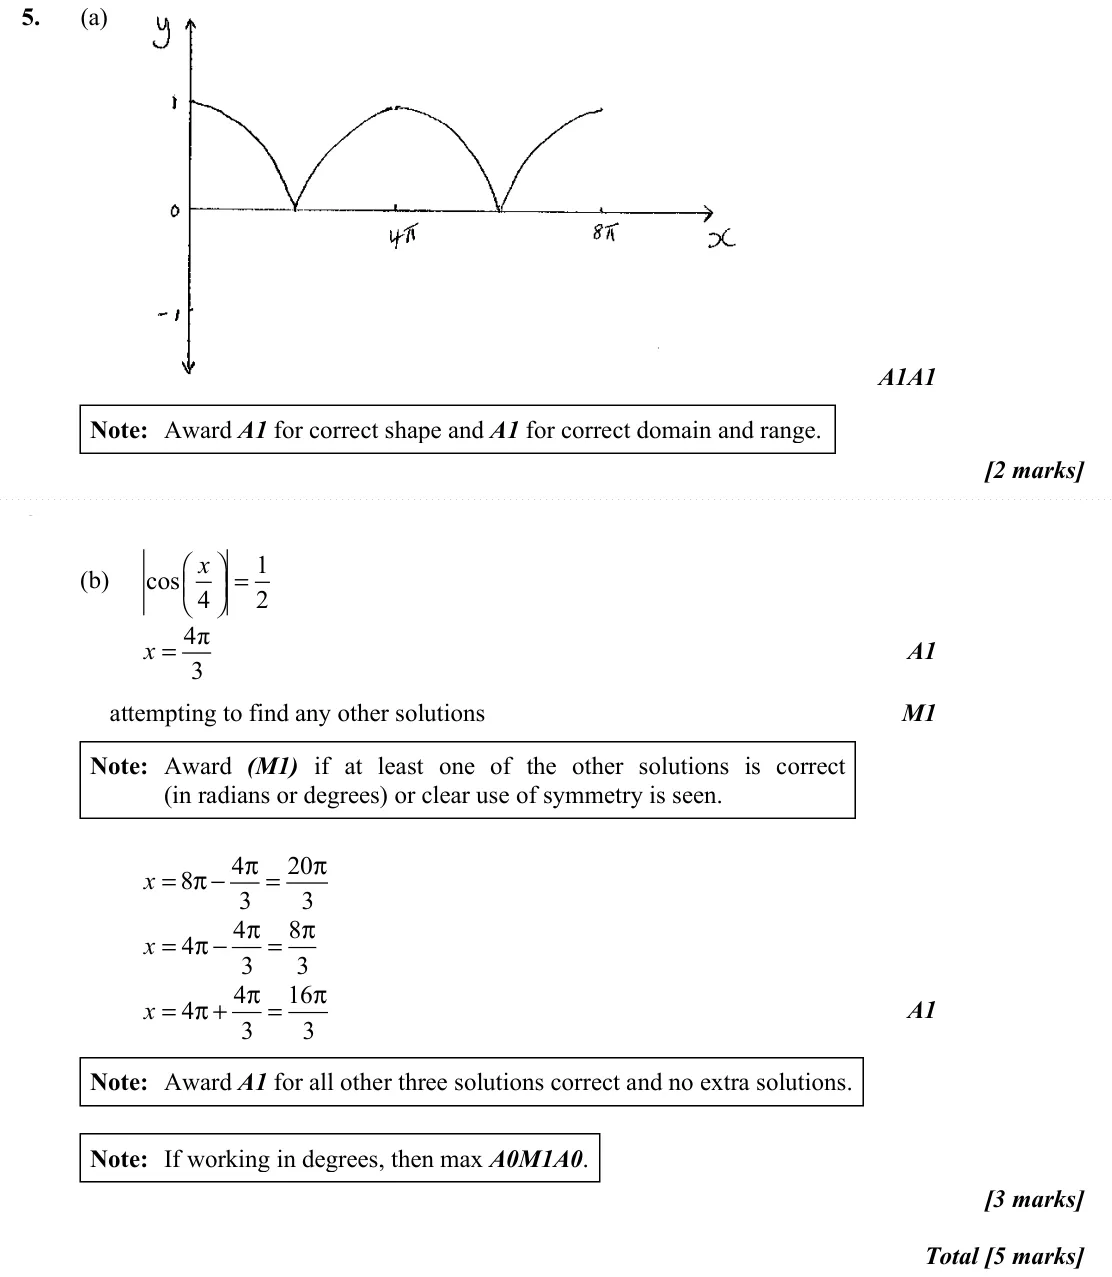 5. (a)
y
1
0
4π
8π
x
-1
A1A1
Note: Award A1 for correct shape and A1 for correct domain and range.
[2 marks]
(b) |cos(x/4)| = 1/2
x = 4π/3 A1
attempting to find any other solutions M1
Note: Award (M1) if at least one of the other solutions is correct
(in radians or degrees) or clear use of symmetry is seen.
x = 8π − 4π/3 = 20π/3
x = 4π − 4π/3 = 8π/3
x = 4π + 4π/3 = 16π/3 A1
Note: Award A1 for all other three solutions correct and no extra solutions.
Note: If working in degrees, then max A0M1A0.
[3 marks]
Total [5 marks]